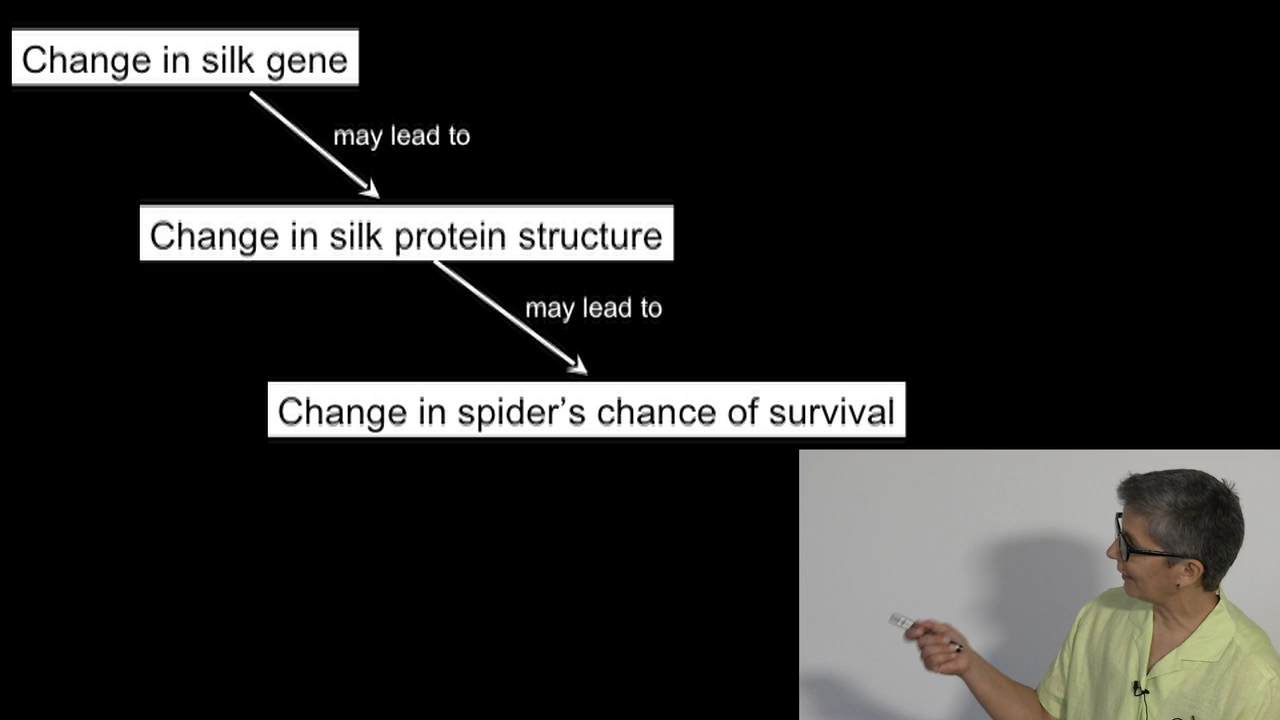 Change in silk gene
may lead to
Change in silk protein structure
may lead to
Change in spider’s chance of survival